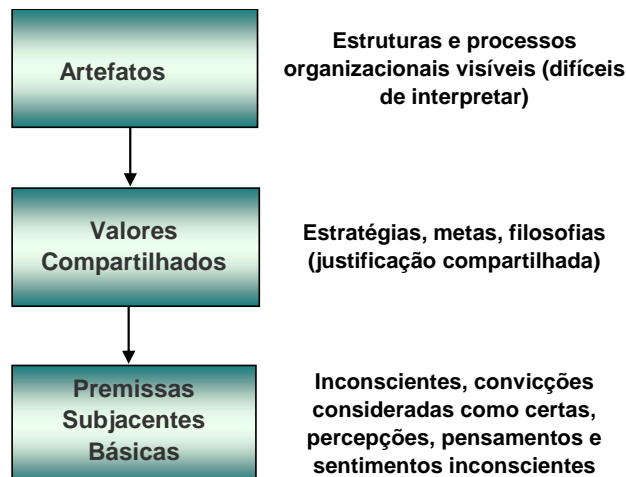 Artefatos
Estruturas e processos
organizacionais visíveis (difíceis
de interpretar)
Valores
Compartilhados
Estratégias, metas, filosofias
(justificação compartilhada)
Premissas
Subjacentes
Básicas
Inconscientes, convicções
consideradas como certas,
percepções, pensamentos e
sentimentos inconscientes